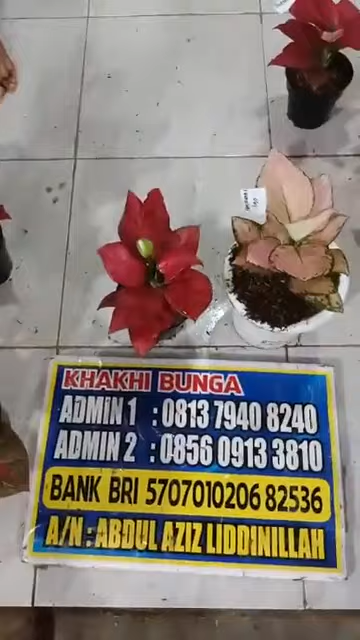 KHAKHI BUNGA
ADMIN 1 : 0813 7940 8240
ADMIN 2 : 0856 0913 3810
BANK BRI 5707010206 82536
A/N : ABDUL AZIZ LIDDINILLAH